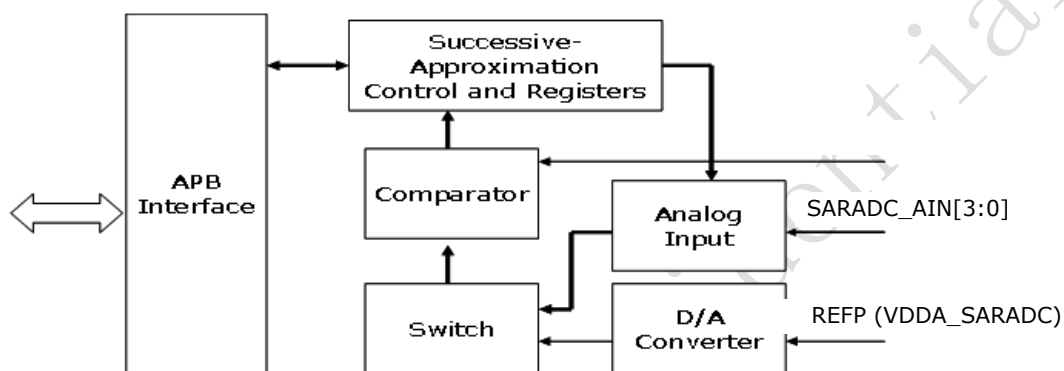 Successive-
Approximation
Control and Registers
APB
Interface
Comparator
Analog
Input
SARADC_AIN[3:0]
Switch
D/A
Converter
REFP (VDDA_SARADC)